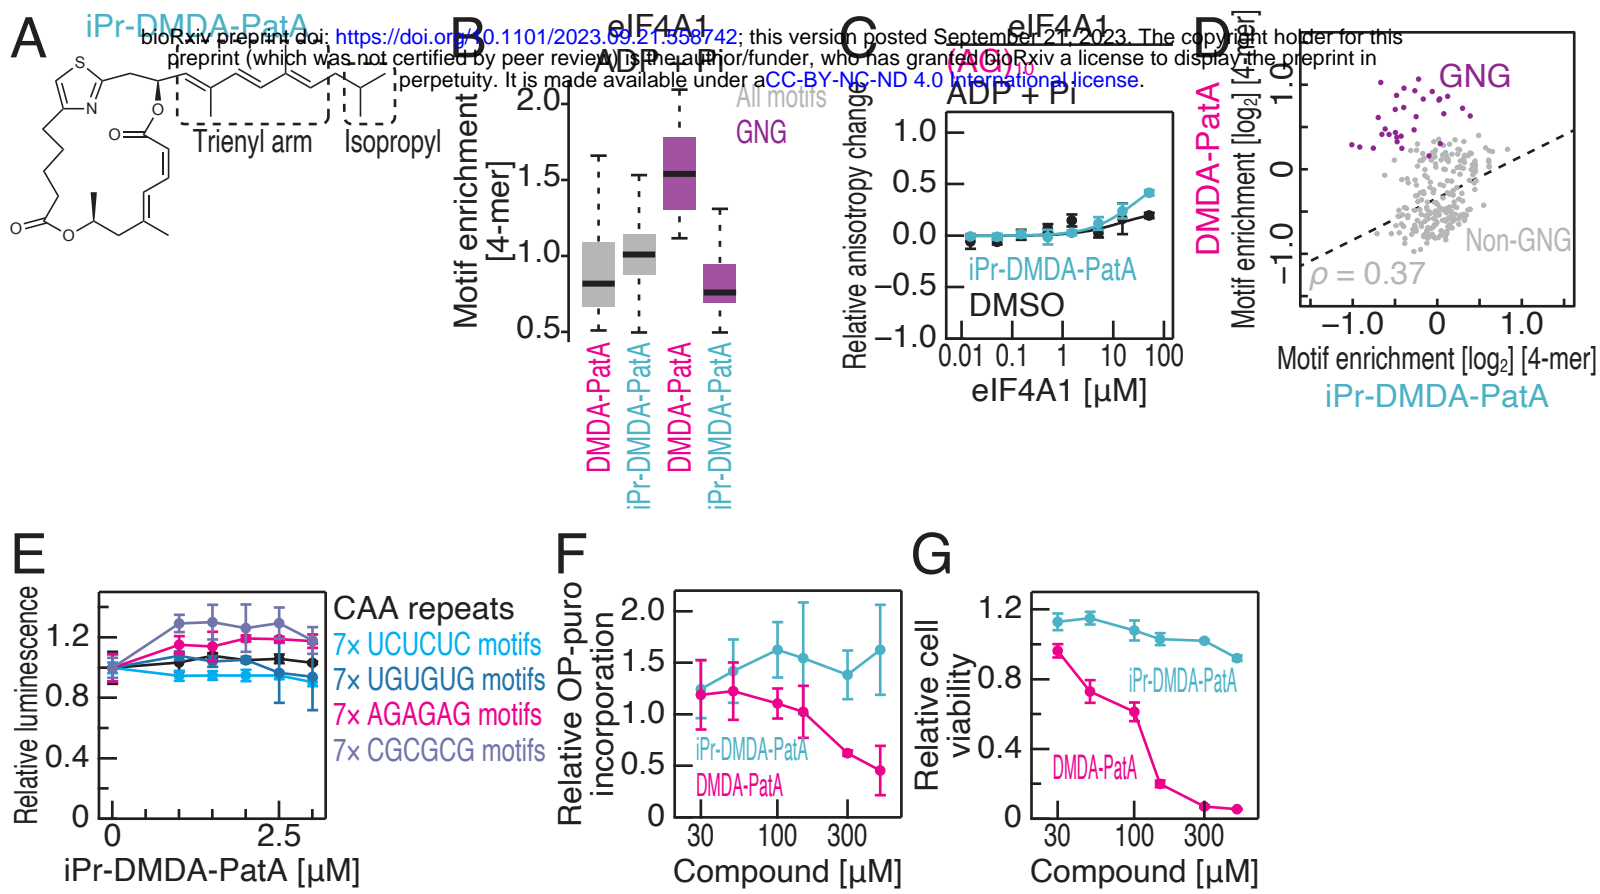 bioRxiv preprint doi: https://doi.org/10.1101/2023.09.21.558742; this version posted September 21, 2023. The copyright holder for this
preprint (which was not certified by peer review) is the author/funder, who has granted bioRxiv a license to display the preprint in
perpetuity. It is made available under aCC-BY-NC-ND 4.0 International license.
A
iPr-DMDA-PatA
S
N
O
O
O
O
Trienyl arm
Isopropyl
B
eIF4A1
ADP + Pi
All motifs
GNG
Motif enrichment
[4-mer]
2.0
1.5
1.0
0.5
DMDA-PatA
iPr-DMDA-PatA
DMDA-PatA
iPr-DMDA-PatA
C
eIF4A1
(AG)10
ADP + Pi
Relative anisotropy change
1.0
0.5
0.0
−0.5
−1.0
iPr-DMDA-PatA
DMSO
0.01 0.1 1 10 100
eIF4A1 [µM]
D
DMDA-PatA
Motif enrichment [log2] [4-mer]
1.0
0
−1.0
GNG
Non-GNG
ρ = 0.37
−1.0 0 1.0
Motif enrichment [log2] [4-mer]
iPr-DMDA-PatA
E
Relative luminescence
1.2
0.8
0.4
0
0 2.5
iPr-DMDA-PatA [µM]
CAA repeats
7× UCUCUC motifs
7× UGUGUG motifs
7× AGAGAG motifs
7× CGCGCG motifs
F
Relative OP-puro
incorporation
2.0
1.5
1.0
0.5
0
iPr-DMDA-PatA
DMDA-PatA
30 100 300
Compound [µM]
G
Relative cell
viability
1.2
0.8
0.4
0
iPr-DMDA-PatA
DMDA-PatA
30 100 300
Compound [µM]